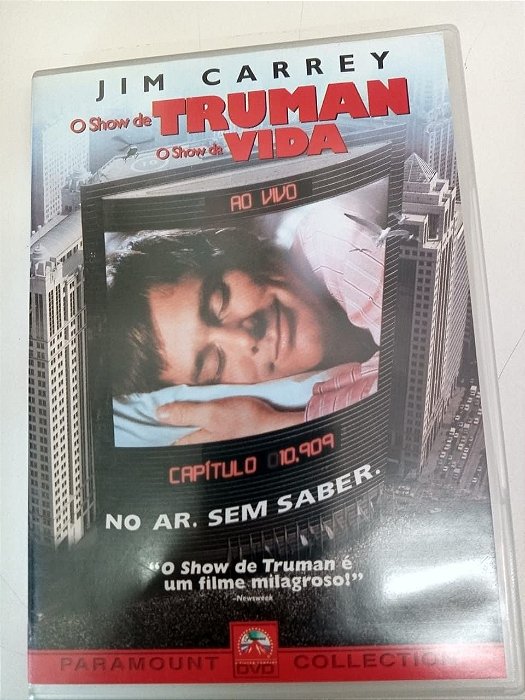 JIM CARREY
O Show de TRUMAN
O Show da VIDA
AO VIVO
CAPÍTULO 010.909
NO AR. SEM SABER.
"O Show de Truman é
um filme milagroso!"
-Newsweek
PARAMOUNT DVD COLLECTION